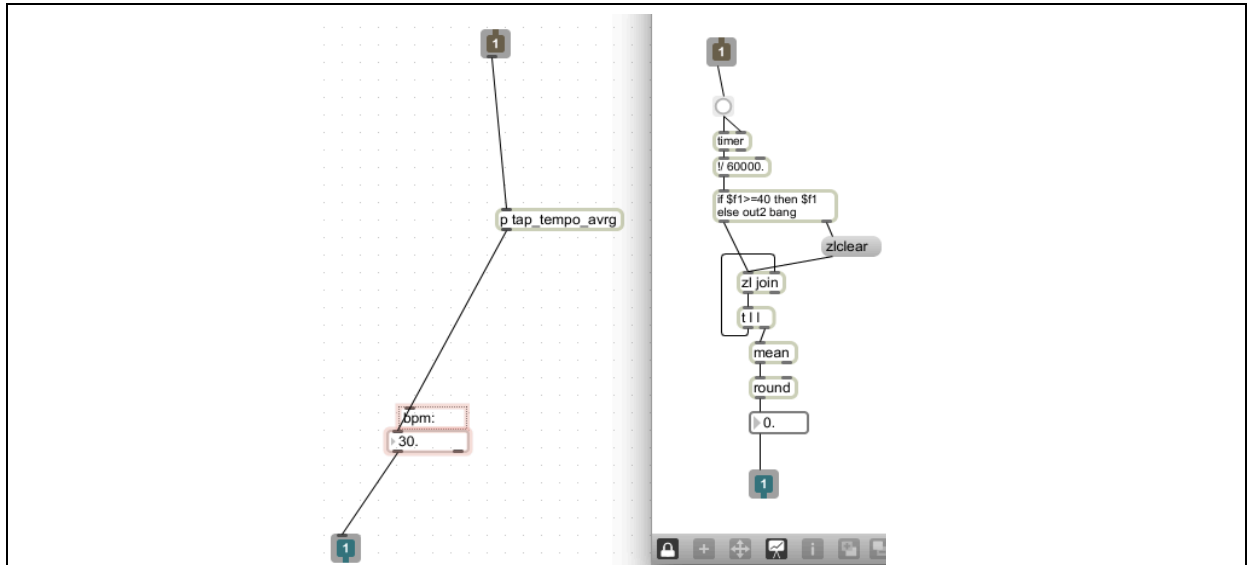 1
p tap_tempo_avrg
bpm:
30.
1
1
timer
!/ 60000.
if $f1>=40 then $f1
else out2 bang
zlclear
zl join
t l l
mean
round
0.
1